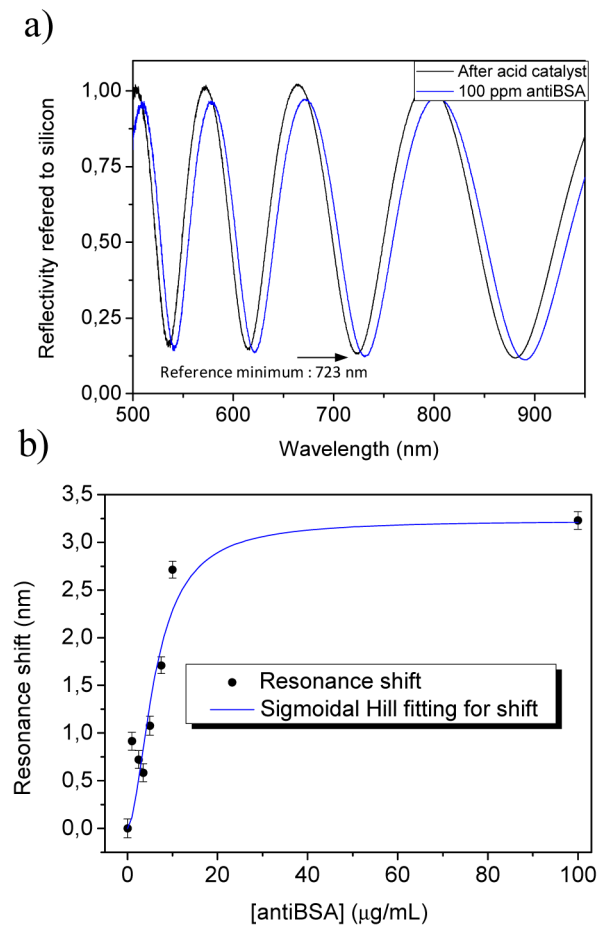 a)
After acid catalyst
100 ppm antiBSA
1,00
0,75
0,50
0,25
0,00
Reflectivity refered to silicon
Reference minimum : 723 nm
500 600 700 800 900
Wavelength (nm)
b)
3,5
3,0
2,5
2,0
1,5
1,0
0,5
0,0
Resonance shift (nm)
Resonance shift
Sigmoidal Hill fitting for shift
0 20 40 60 80 100
[antiBSA] (μg/mL)